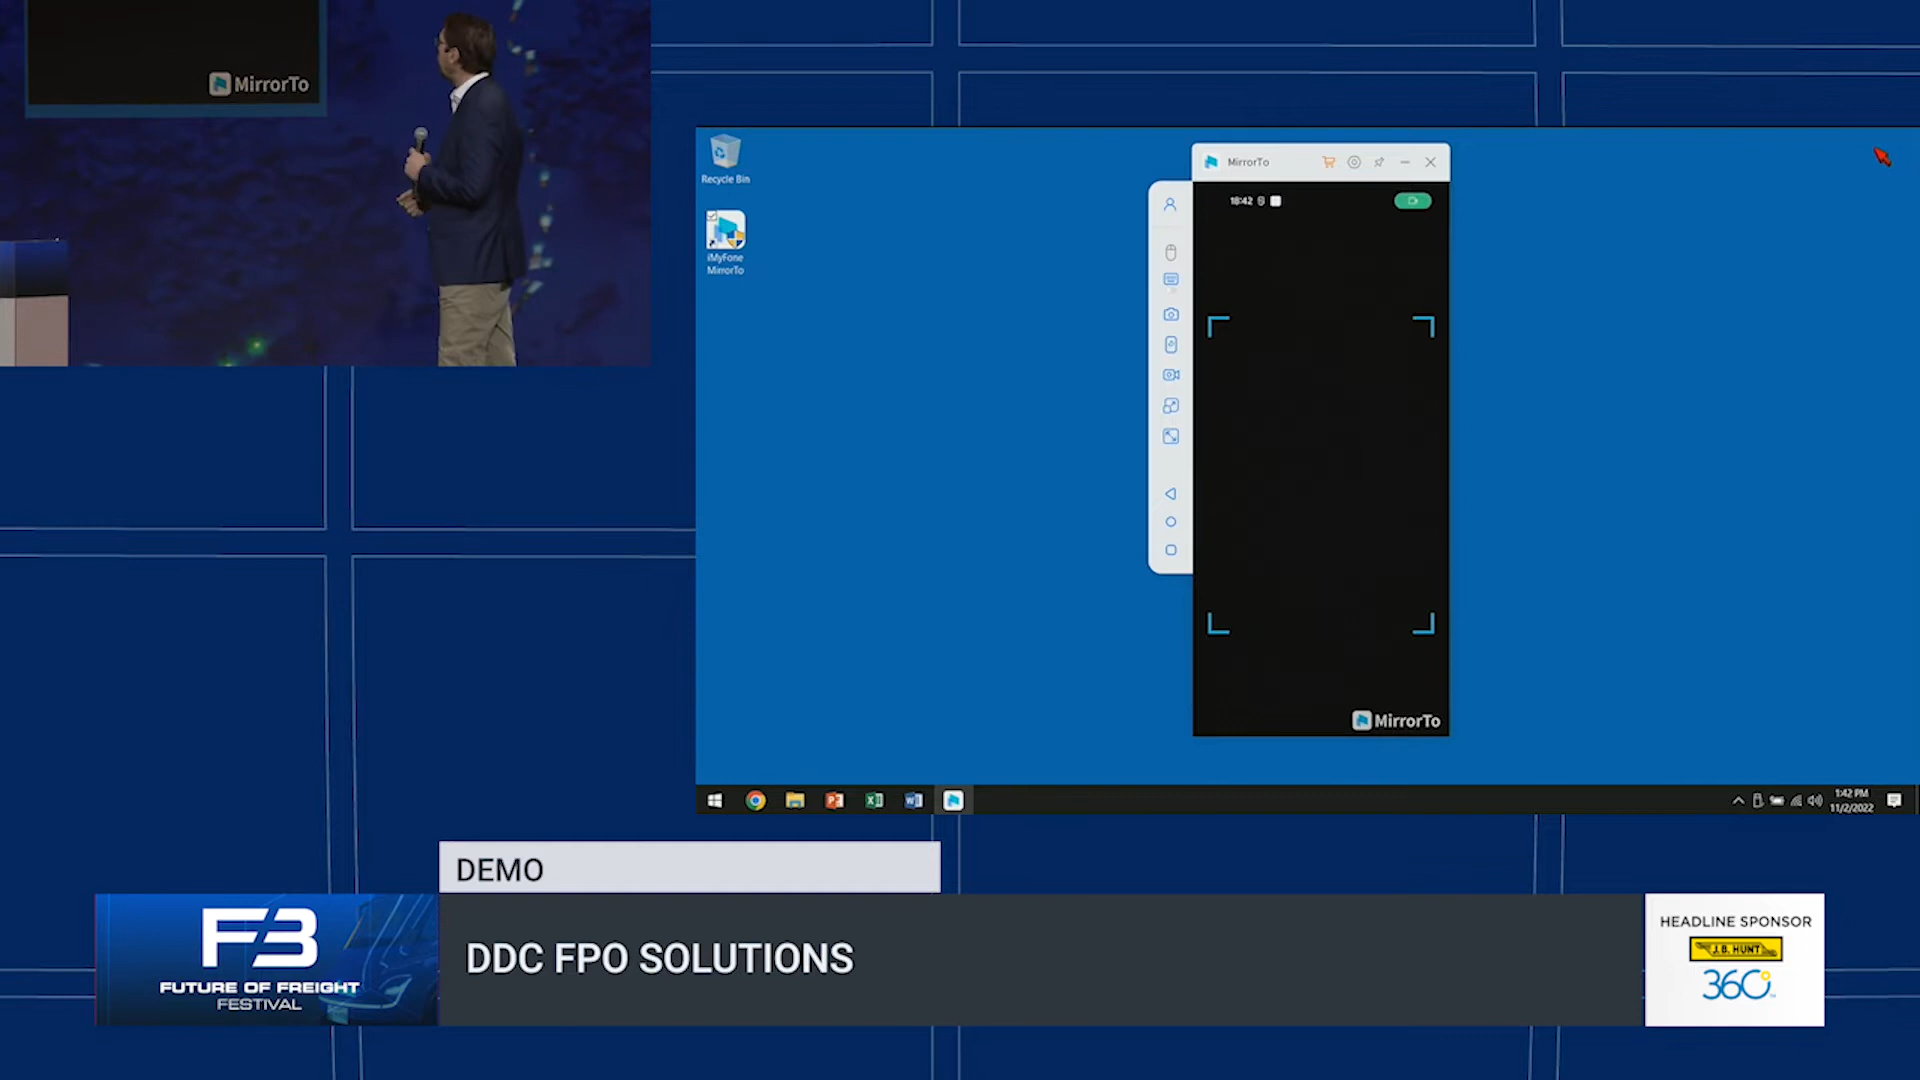 MirrorTo
Recycle Bin
iMyFone
MirrorTo
MirrorTo
18:42
MirrorTo
1:42 PM
11/2/2022
DEMO
DDC FPO SOLUTIONS
F3
FUTURE OF FREIGHT
FESTIVAL
HEADLINE SPONSOR
J.B. HUNT
360°